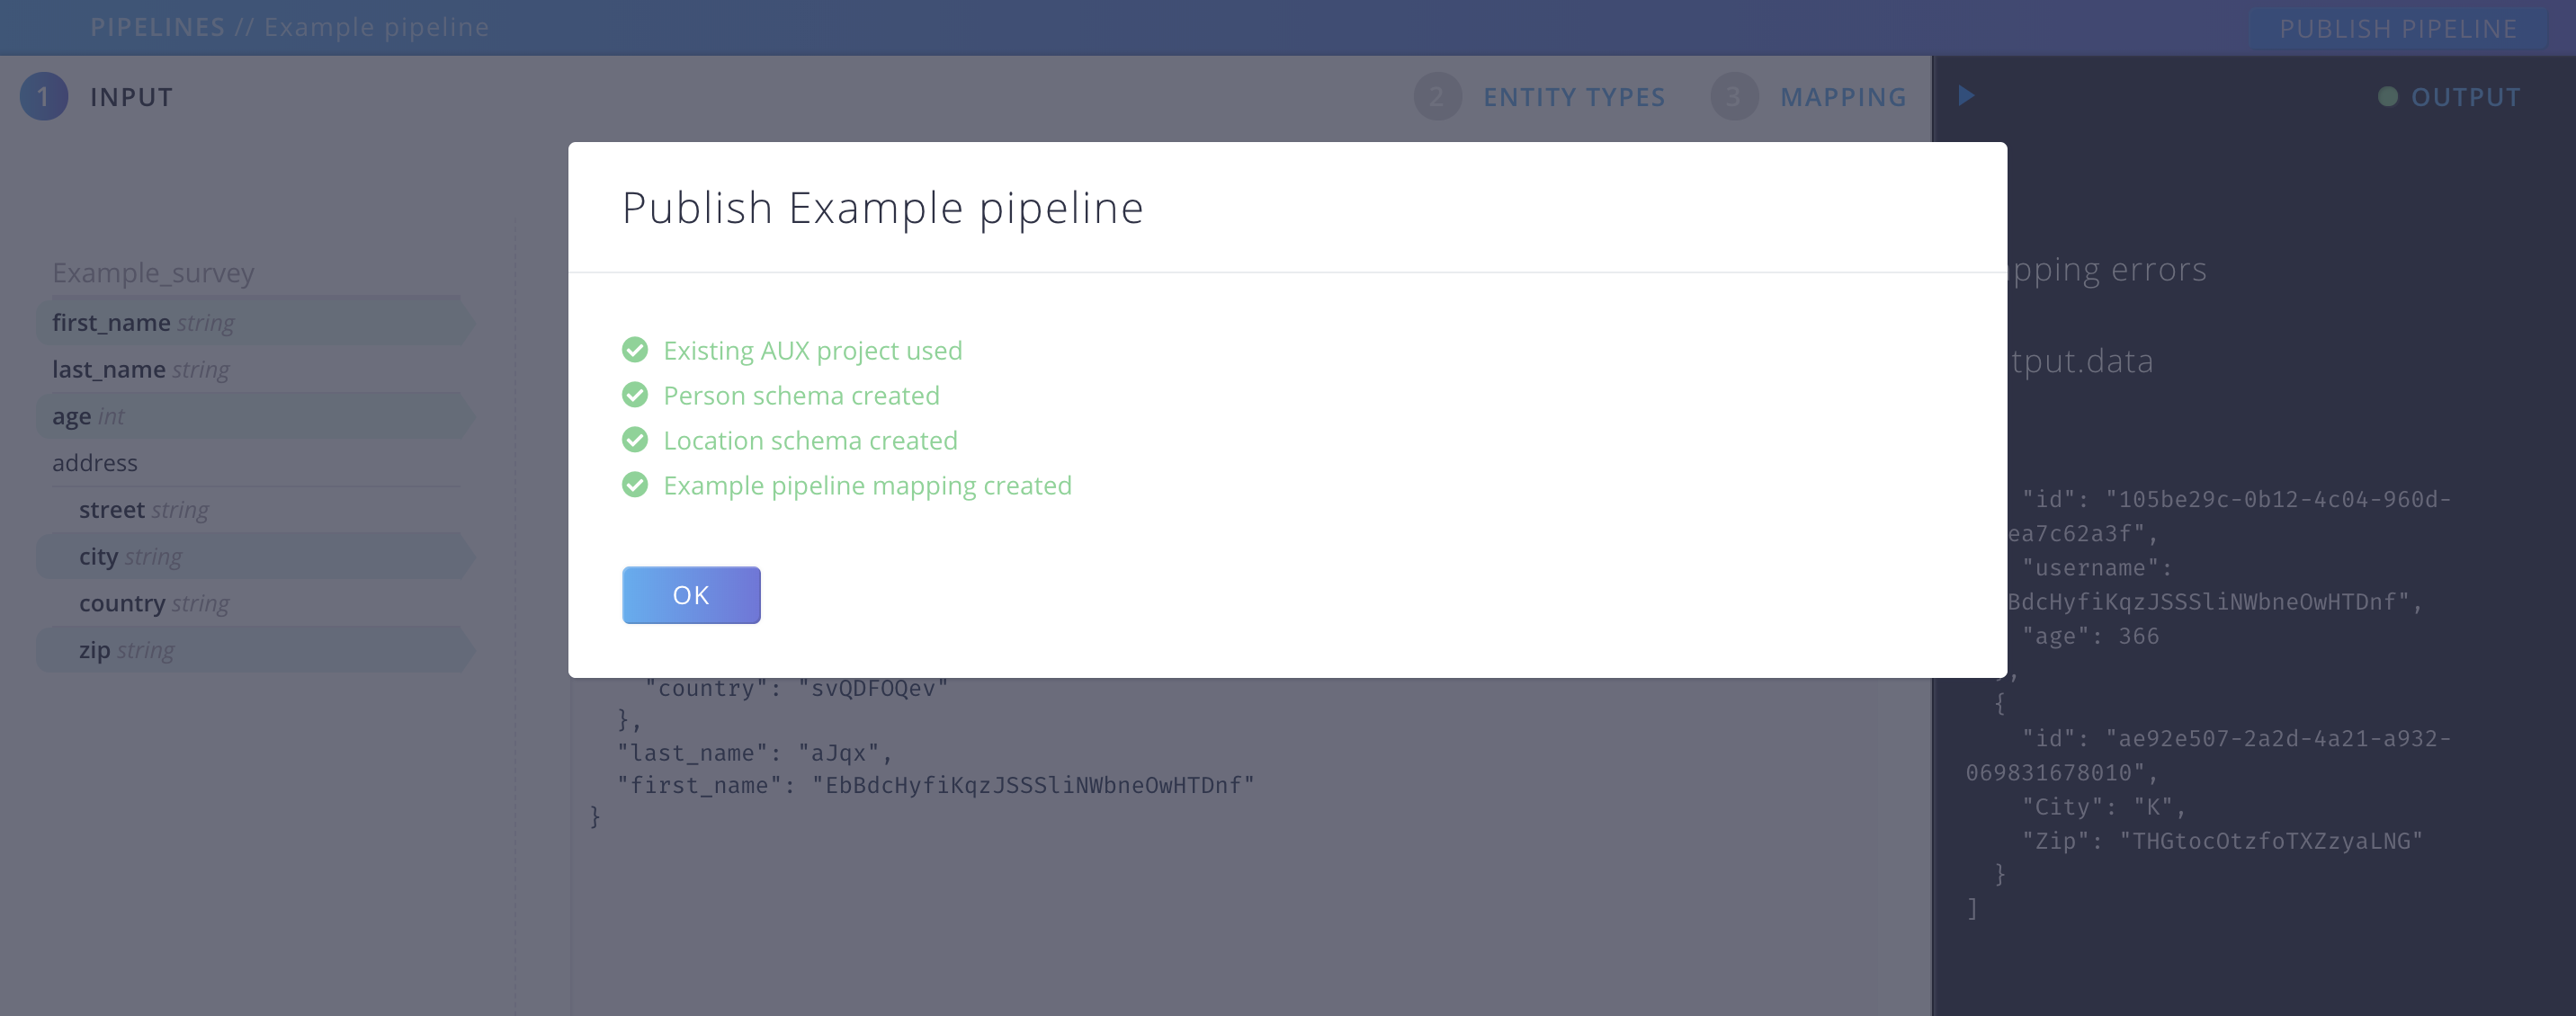 PIPELINES // Example pipeline
PUBLISH PIPELINE
1 INPUT
2 ENTITY TYPES
3 MAPPING
OUTPUT
Example_survey
first_name string
last_name string
age int
address
street string
city string
country string
zip string
Publish Example pipeline
Existing AUX project used
Person schema created
Location schema created
Example pipeline mapping created
OK
"country": "svQDFOQev"
},
"last_name": "aJqx",
"first_name": "EbBdcHyfiKqzJSSSliNWbneOwHTDnf"
}
pping errors
tput.data
"id": "105be29c-0b12-4c04-960d-
ea7c62a3f",
"username":
BdcHyfiKqzJSSSliNWbneOwHTDnf",
"age": 366
,
{
"id": "ae92e507-2a2d-4a21-a932-
069831678010",
"City": "K",
"Zip": "THGtocOtzfoTXZzyaLNG"
}
]